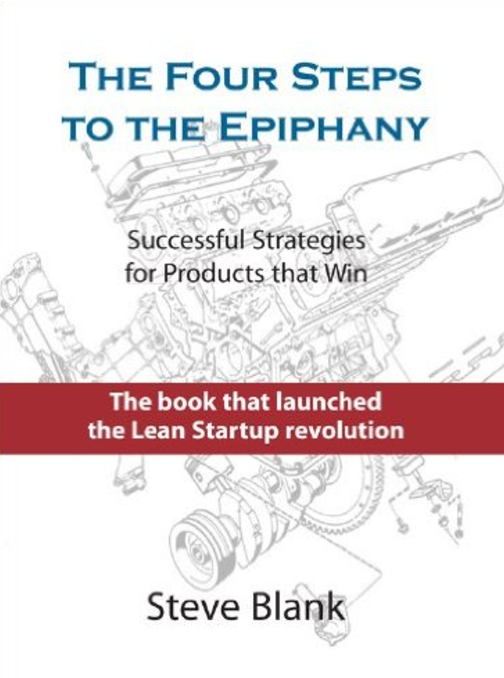 The Four Steps
to the Epiphany
Successful Strategies
for Products that Win
The book that launched
the Lean Startup revolution
Steve Blank